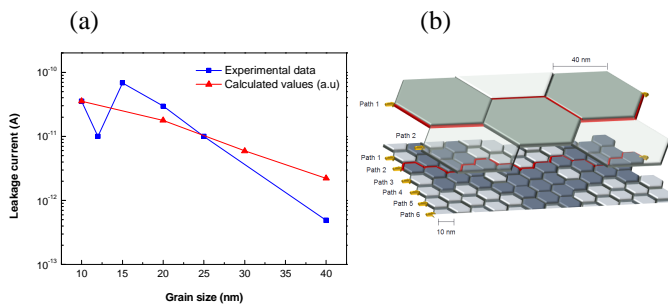 (a)
(b)
10⁻¹⁰
10⁻¹¹
10⁻¹²
10⁻¹³
Leakage current (A)
Experimental data
Calculated values (a.u)
10 15 20 25 30 35 40
Grain size (nm)
40 nm
Path 1
Path 2
Path 1
Path 2
Path 3
Path 4
Path 5
Path 6
10 nm